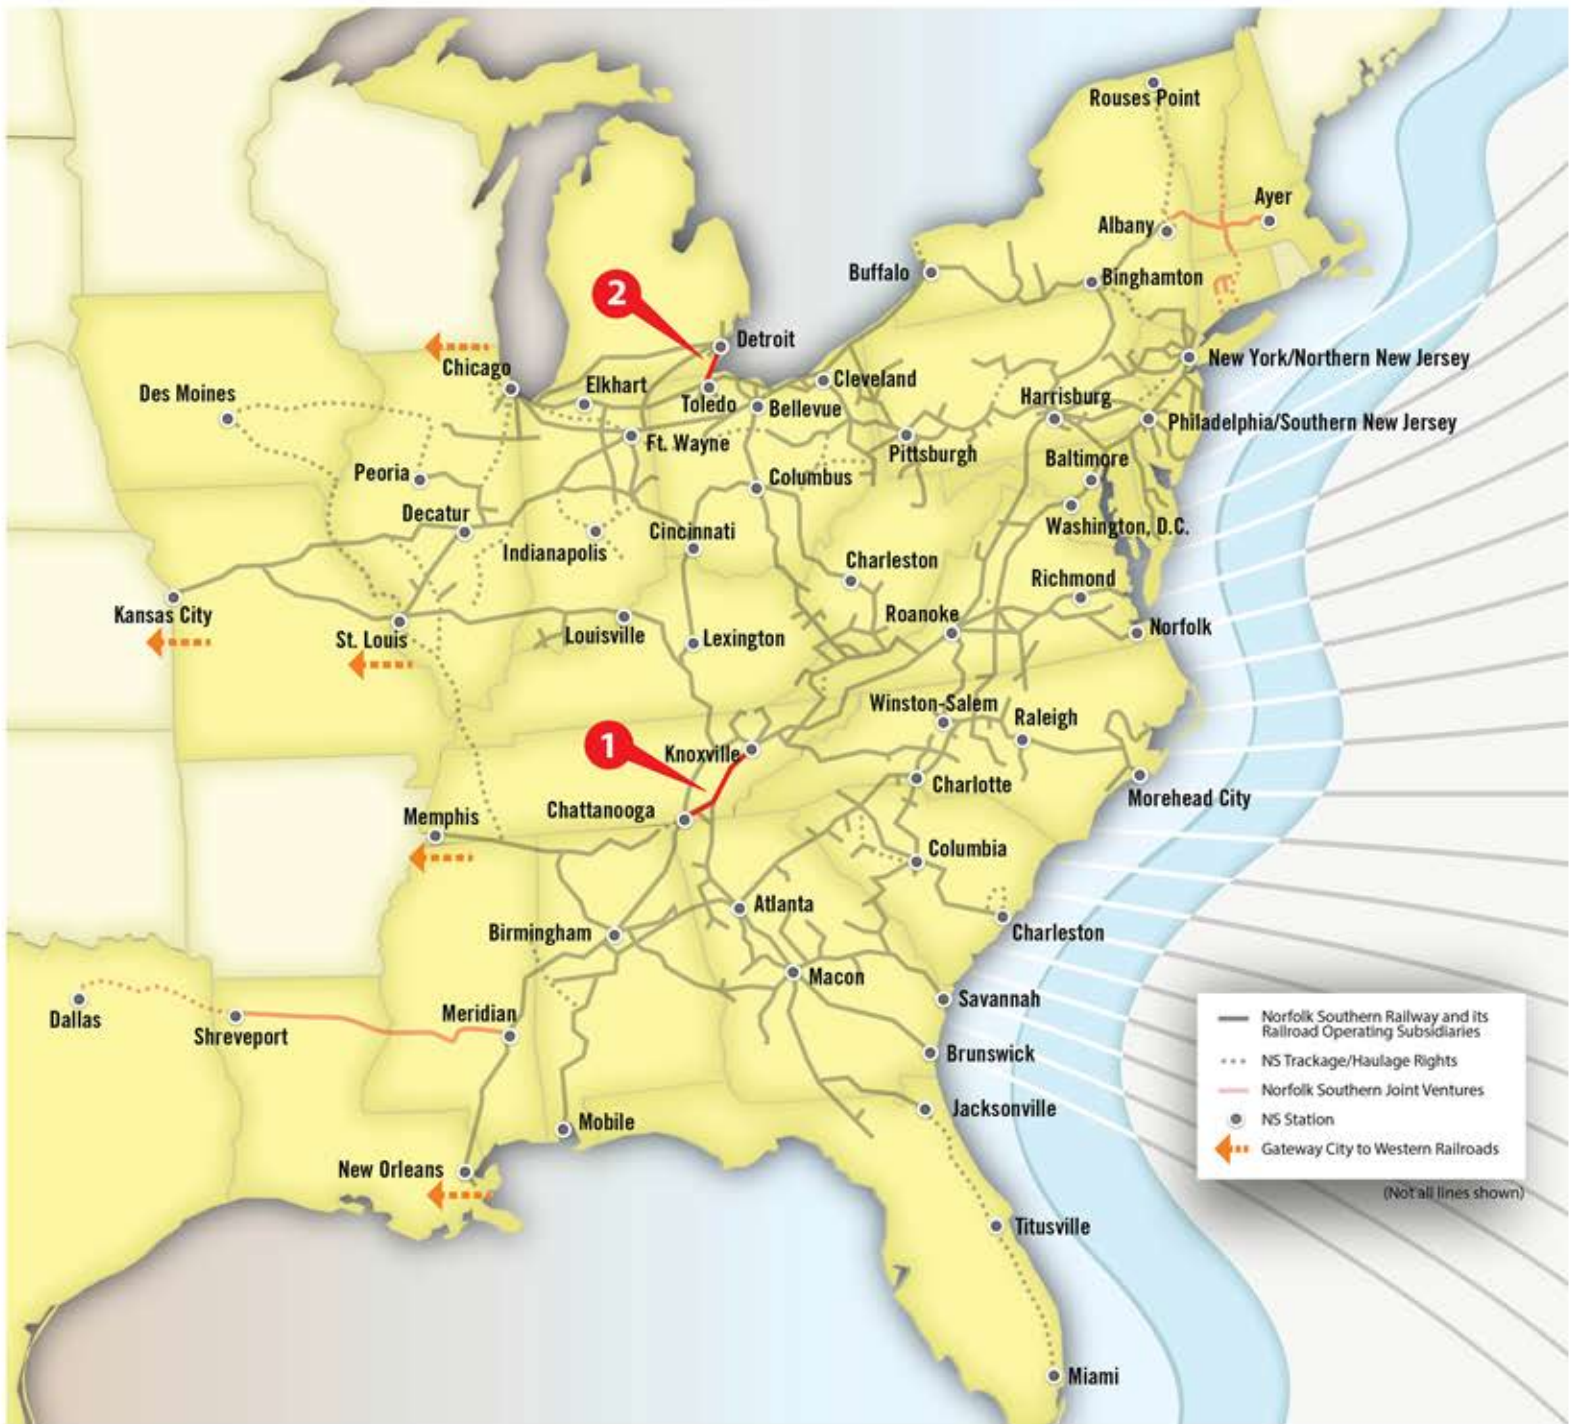 Rouses Point
Ayer
Albany
Buffalo
Binghamton
2
Detroit
New York/Northern New Jersey
Chicago
Elkhart
Cleveland
Des Moines
Toledo
Bellevue
Harrisburg
Philadelphia/Southern New Jersey
Ft. Wayne
Pittsburgh
Baltimore
Peoria
Columbus
Decatur
Cincinnati
Washington, D.C.
Indianapolis
Charleston
Richmond
Kansas City
Roanoke
Norfolk
St. Louis
Louisville
Lexington
Winston-Salem
Raleigh
1
Knoxville
Charlotte
Morehead City
Chattanooga
Memphis
Columbia
Atlanta
Birmingham
Charleston
Macon
Savannah
Dallas
Shreveport
Meridian
Brunswick
Jacksonville
Mobile
New Orleans
Titusville
Miami
Norfolk Southern Railway and its
Railroad Operating Subsidiaries
NS Trackage/Haulage Rights
Norfolk Southern Joint Ventures
NS Station
Gateway City to Western Railroads
(Not all lines shown)